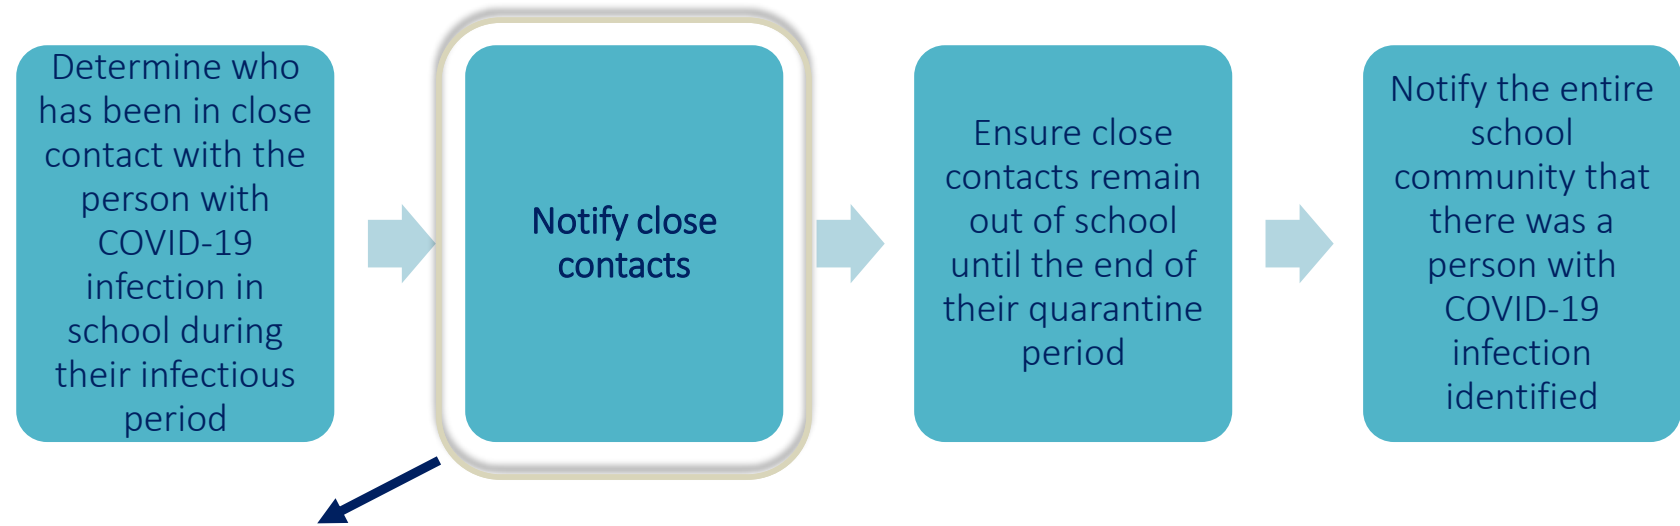 Determine who
has been in close
contact with the
person with
COVID-19
infection in
school during
their infectious
period
Notify close
contacts
Ensure close
contacts remain
out of school
until the end of
their quarantine
period
Notify the entire
school
community that
there was a
person with
COVID-19
infection
identified